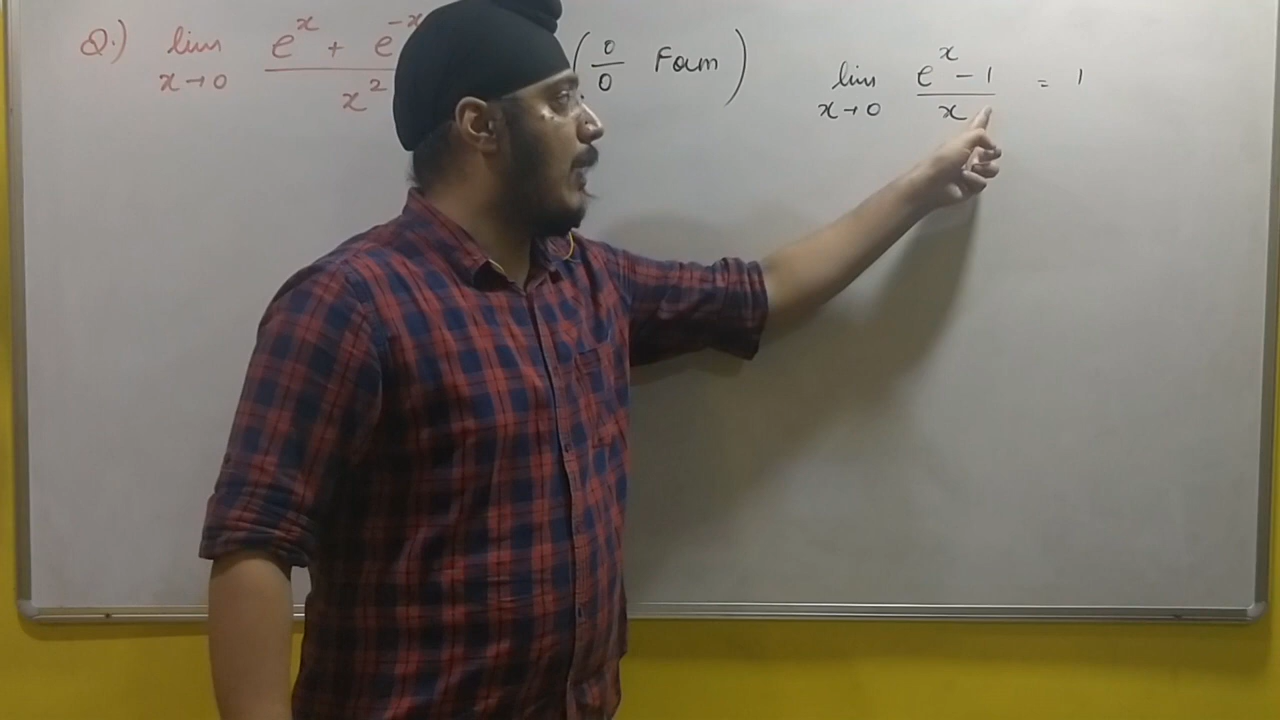 Q.) lim x→0 e^x + e^-x / x^2 (0/0 Form)
lim x→0 e^x - 1 / x = 1